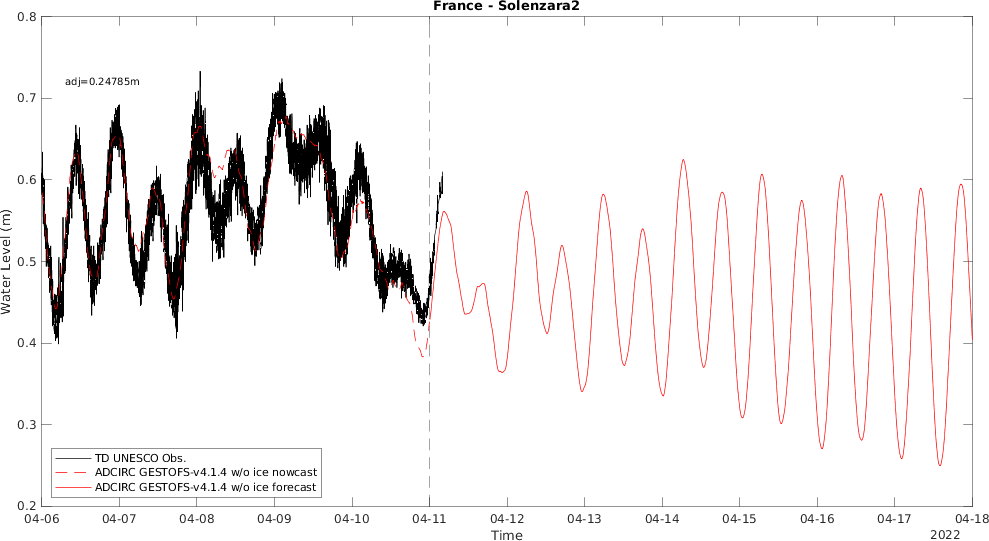 France - Solenzara2
0.8
0.7
0.6
0.5
0.4
0.3
0.2
Water Level (m)
adj=0.24785m
TD UNESCO Obs.
ADCIRC GESTOFS-v4.1.4 w/o ice nowcast
ADCIRC GESTOFS-v4.1.4 w/o ice forecast
04-06 04-07 04-08 04-09 04-10 04-11 04-12 04-13 04-14 04-15 04-16 04-17 04-18
Time
2022